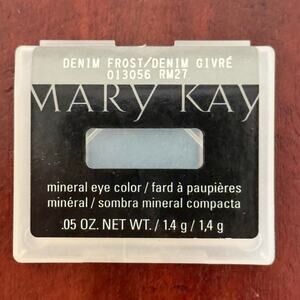 DENIM FROST/DENIM GIVRÉ
013056 RM27
MARY KAY
mineral eye color / fard à paupières
minéral / sombra mineral compacta
.05 OZ. NET WT. / 1.4 g / 1,4 g